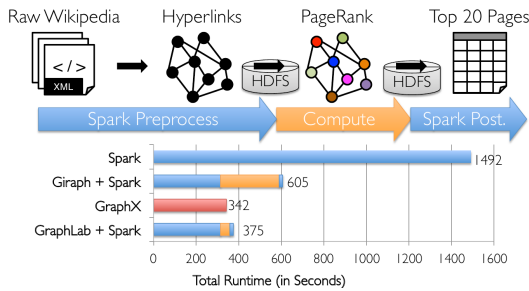 Raw Wikipedia Hyperlinks PageRank Top 20 Pages
</>
XML
HDFS HDFS
Spark Preprocess Compute Spark Post.
Spark 1492
Giraph + Spark 605
GraphX 342
GraphLab + Spark 375
0 200 400 600 800 1000 1200 1400 1600
Total Runtime (in Seconds)